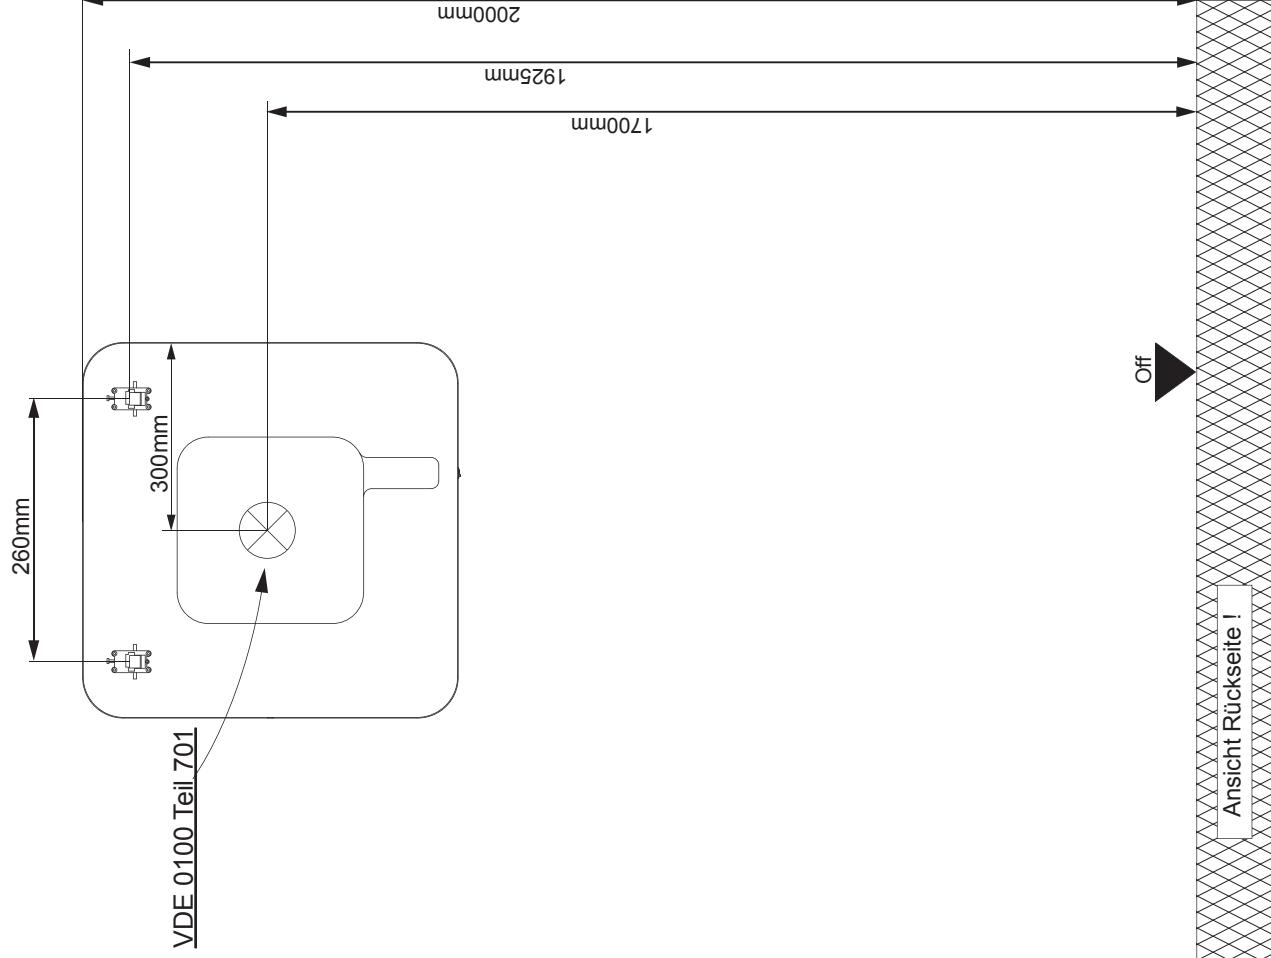 2000mm
1925mm
1700mm
260mm
300mm
VDE 0100 Teil 701
Off
Ansicht Rückseite !